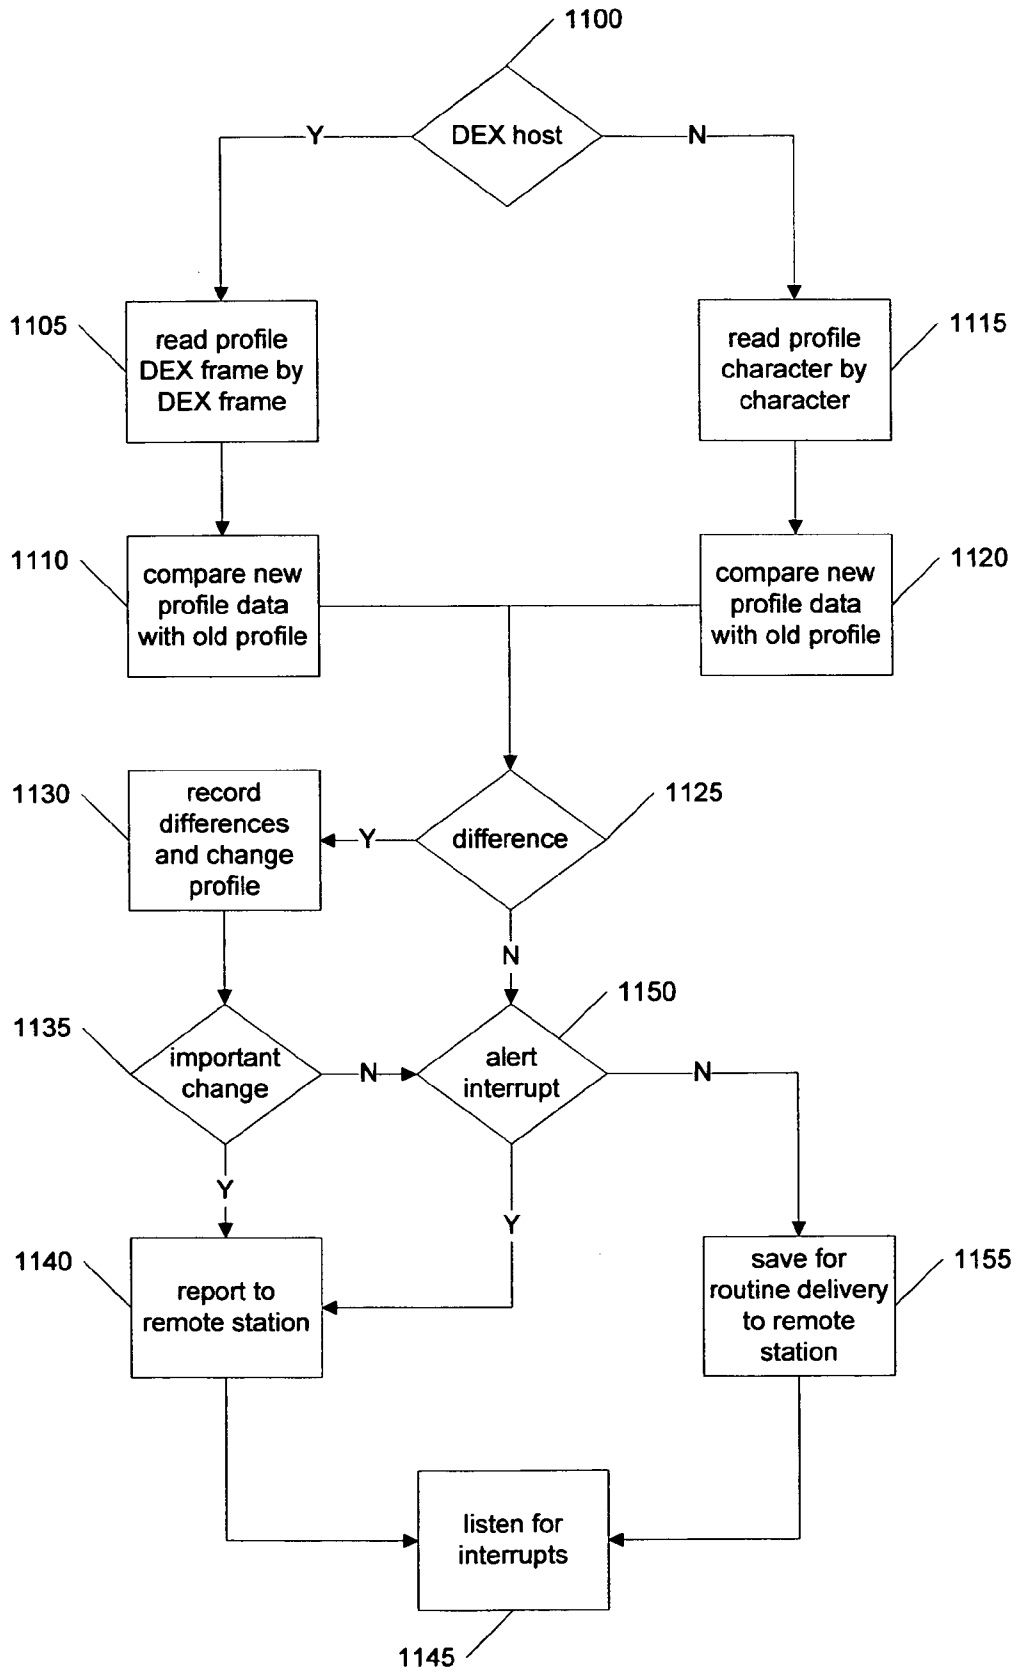 1100
DEX host
Y
N
1105
read profile
DEX frame by
DEX frame
1115
read profile
character by
character
1110
compare new
profile data
with old profile
1120
compare new
profile data
with old profile
1130
record
differences
and change
profile
Y
difference
1125
N
1135
important
change
N
alert
interrupt
1150
N
Y
Y
1140
report to
remote station
save for
routine delivery
to remote
station
1155
listen for
interrupts
1145